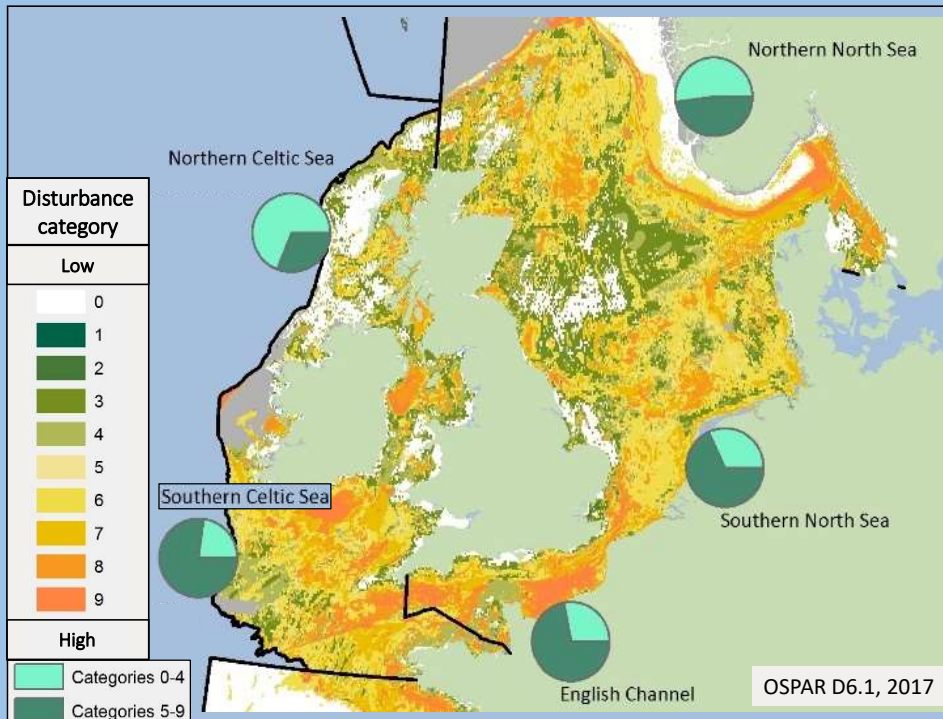 Northern North Sea
Northern Celtic Sea
Disturbance
category
Low
0
1
2
3
4
5
6
7
8
9
High
Categories 0-4
Categories 5-9
Southern Celtic Sea
Southern North Sea
English Channel
OSPAR D6.1, 2017